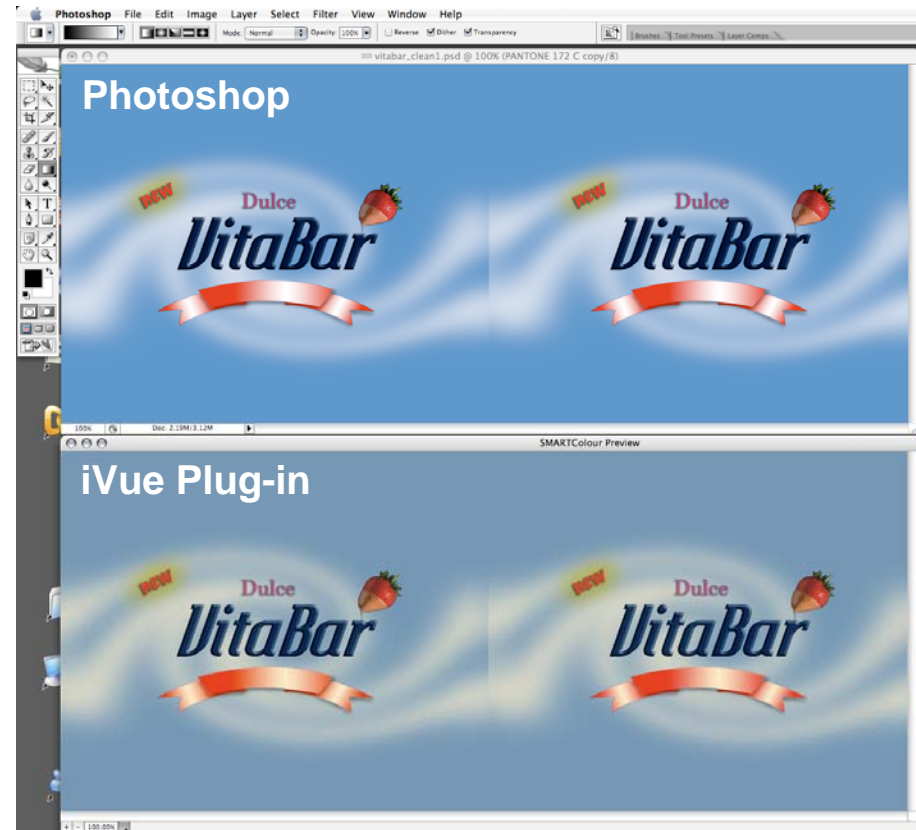 Photoshop File Edit Image Layer Select Filter View Window Help
Mode: Normal Opacity: 100% Reverse Dither Transparency Brushes Tool Presets Layer Comps
vitabar_clean1.psd @ 100% (PANTONE 172 C copy/8)
Photoshop
new new
Dulce Dulce
VitaBar VitaBar
100% Doc: 2.19M/3.12M
SMARTColour Preview
iVue Plug-in
new new
Dulce Dulce
VitaBar VitaBar
+ - 100.00%